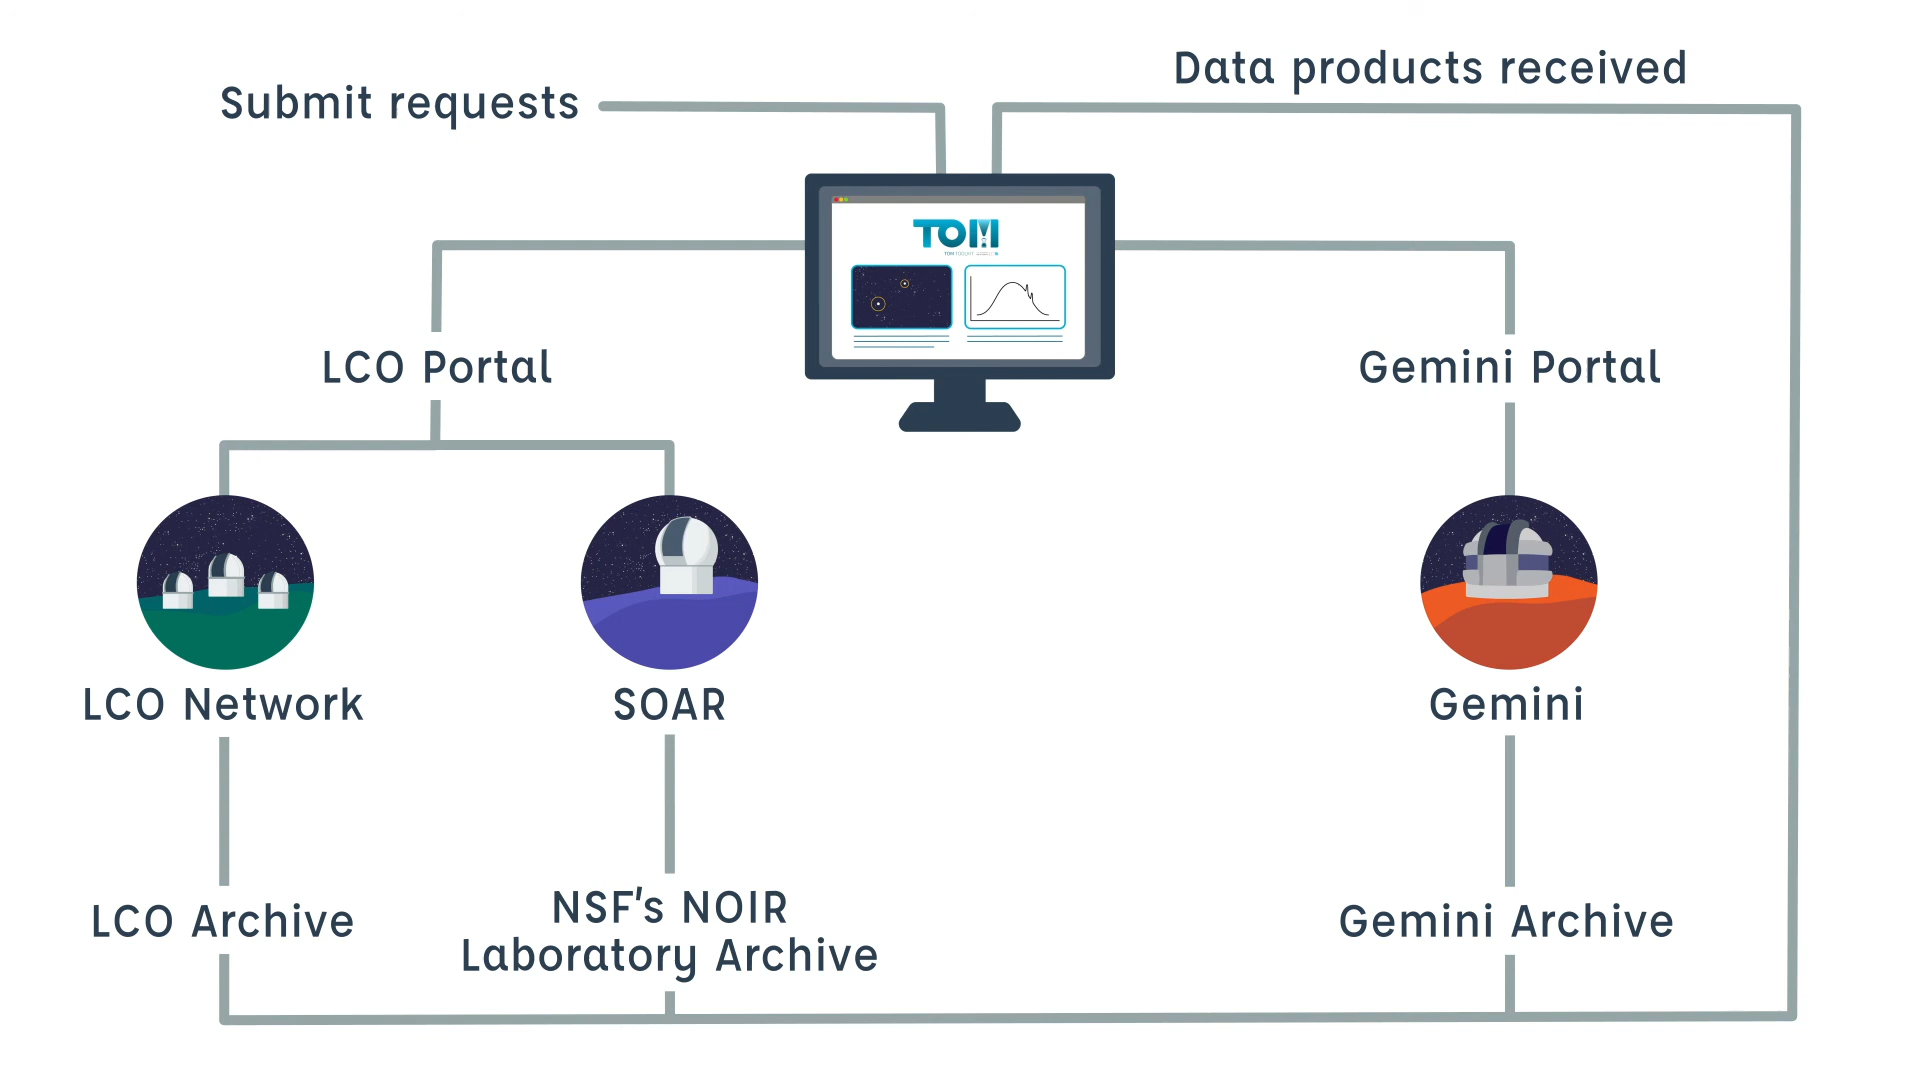 Data products received
Submit requests
TOM
LCO Portal
Gemini Portal
LCO Network
SOAR
Gemini
LCO Archive
NSF's NOIR
Laboratory Archive
Gemini Archive